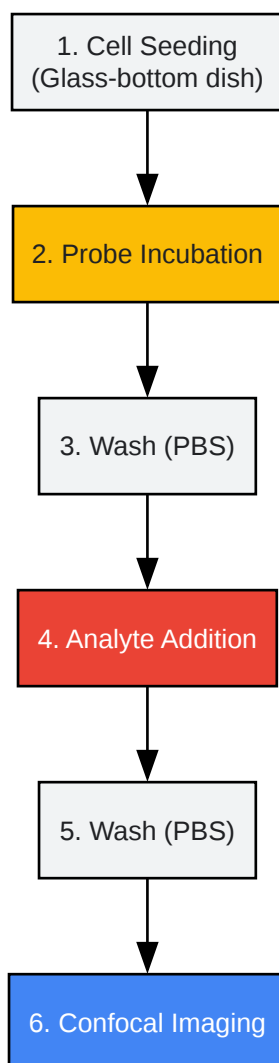 1. Cell Seeding
(Glass-bottom dish)
2. Probe Incubation
3. Wash (PBS)
4. Analyte Addition
5. Wash (PBS)
6. Confocal Imaging